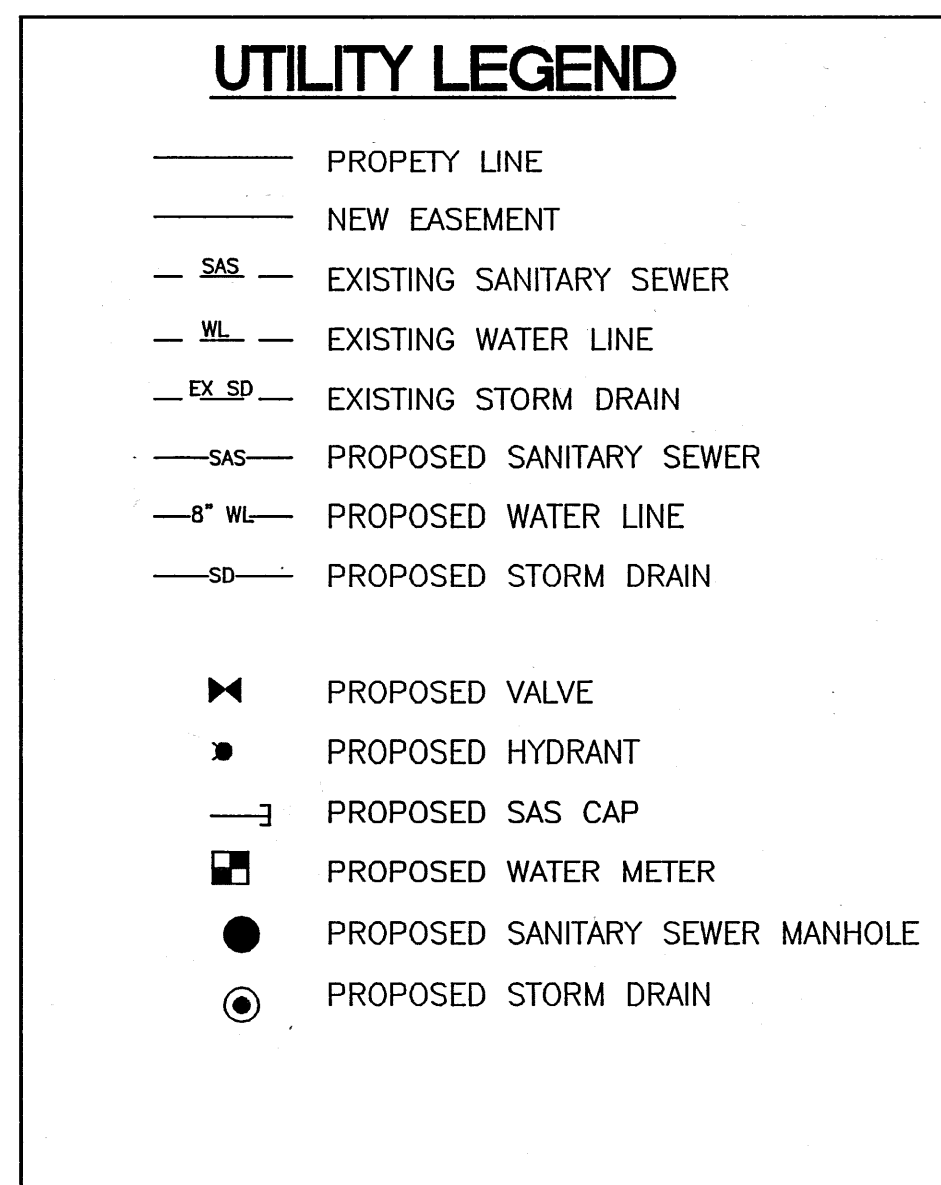 UTILITY LEGEND
PROPETY LINE
NEW EASEMENT
SAS EXISTING SANITARY SEWER
WL EXISTING WATER LINE
EX SD EXISTING STORM DRAIN
SAS PROPOSED SANITARY SEWER
8" WL PROPOSED WATER LINE
SD PROPOSED STORM DRAIN
PROPOSED VALVE
PROPOSED HYDRANT
PROPOSED SAS CAP
PROPOSED WATER METER
PROPOSED SANITARY SEWER MANHOLE
PROPOSED STORM DRAIN